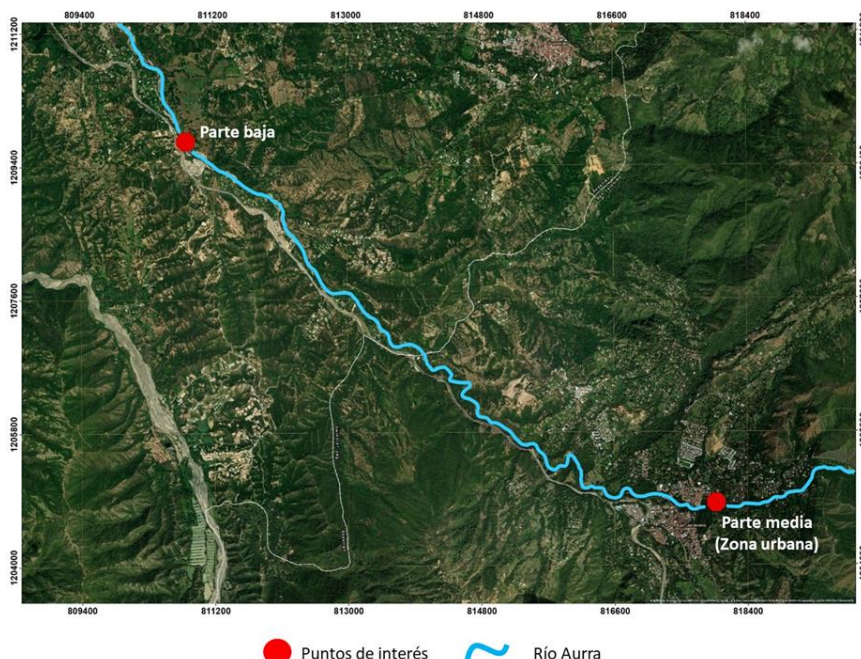 809400 811200 813000 814800 816600 818400
1211200
Parte baja
1209400
1207600
1205800
Parte media
(Zona urbana)
1204000
809400 811200 813000 814800 816600 818400
Puntos de interés Río Aurra